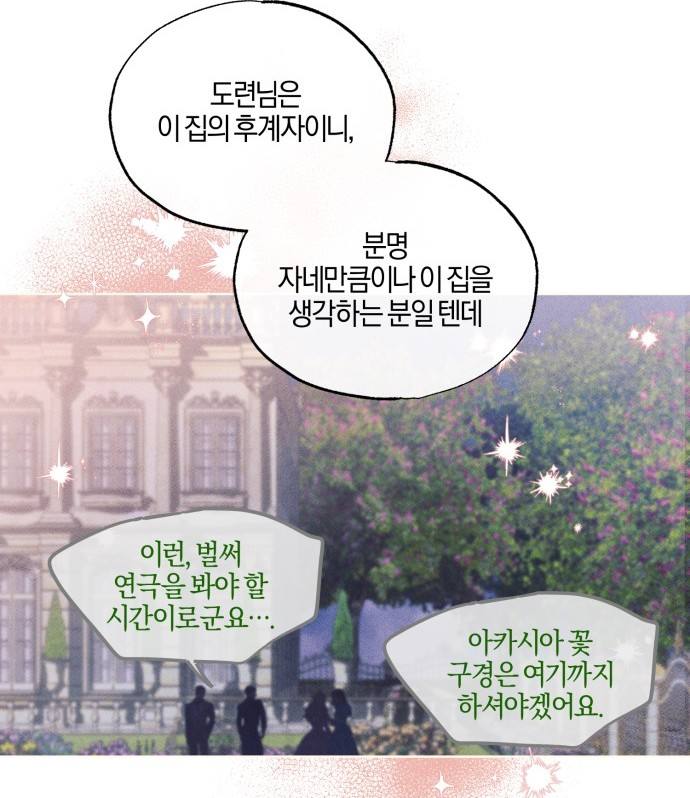 도련님은
이 집의 후계자이니,
분명
자네만큼이나 이 집을
생각하는 분일 텐데
이런, 벌써
연극을 봐야 할
시간이로군요….
아카시아 꽃
구경은 여기까지
하셔야겠어요.